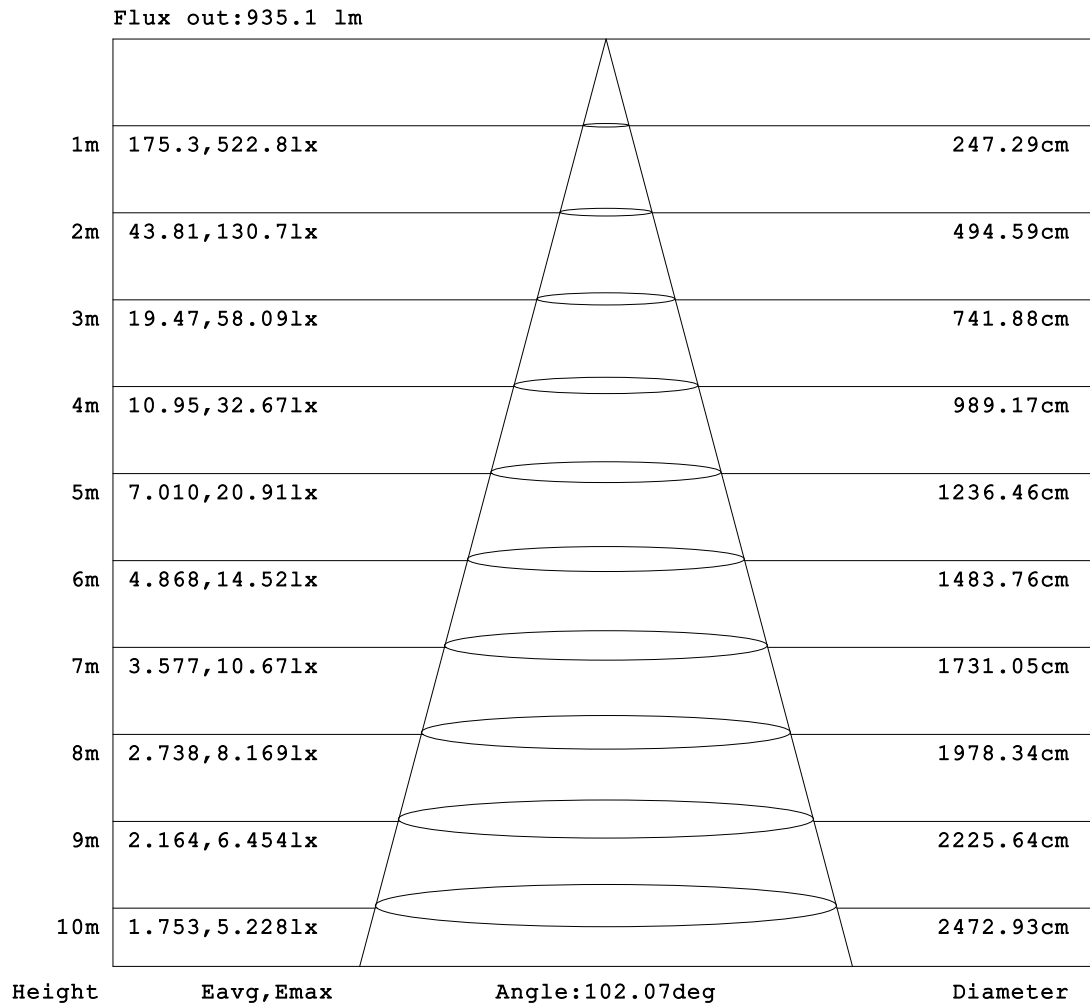 Flux out:935.1 lm
1m 175.3,522.8lx 247.29cm
2m 43.81,130.7lx 494.59cm
3m 19.47,58.09lx 741.88cm
4m 10.95,32.67lx 989.17cm
5m 7.010,20.91lx 1236.46cm
6m 4.868,14.52lx 1483.76cm
7m 3.577,10.67lx 1731.05cm
8m 2.738,8.169lx 1978.34cm
9m 2.164,6.454lx 2225.64cm
10m 1.753,5.228lx 2472.93cm
Height Eavg,Emax Angle:102.07deg Diameter